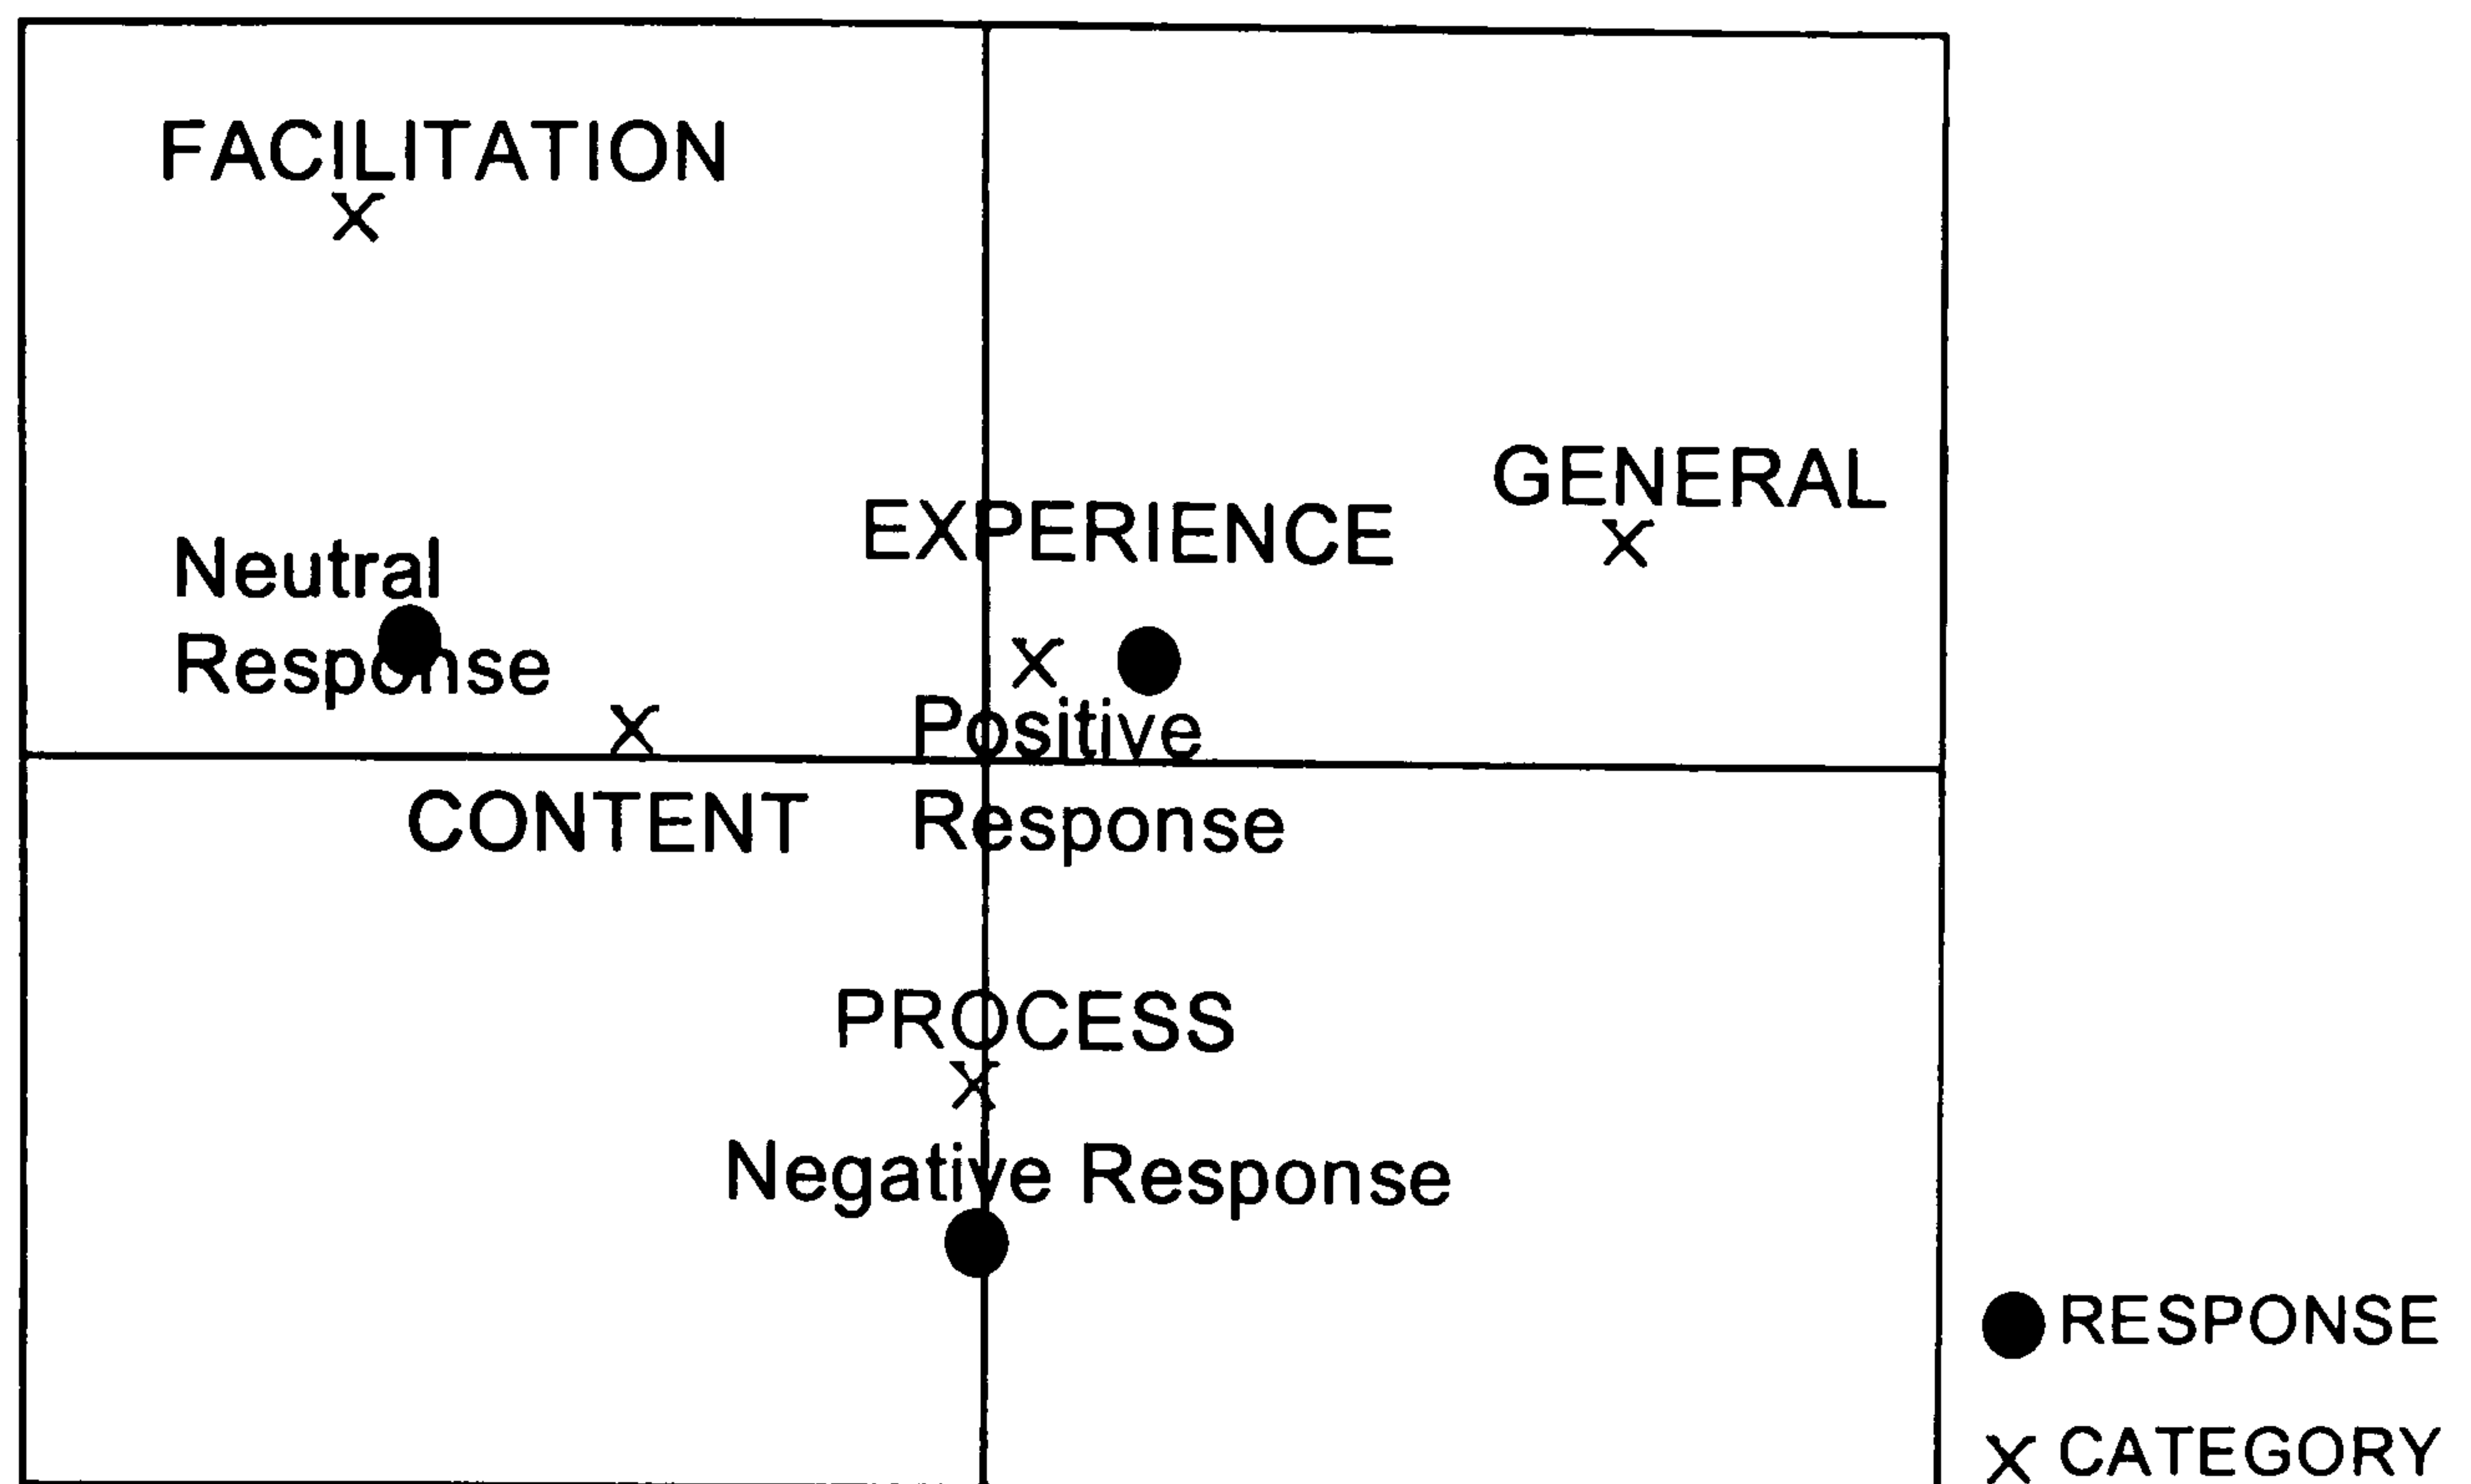 FACILITATION
GENERAL
EXPERIENCE
Neutral
Response
Positive
Response
CONTENT
PROCESS
Negative Response
RESPONSE
X CATEGORY